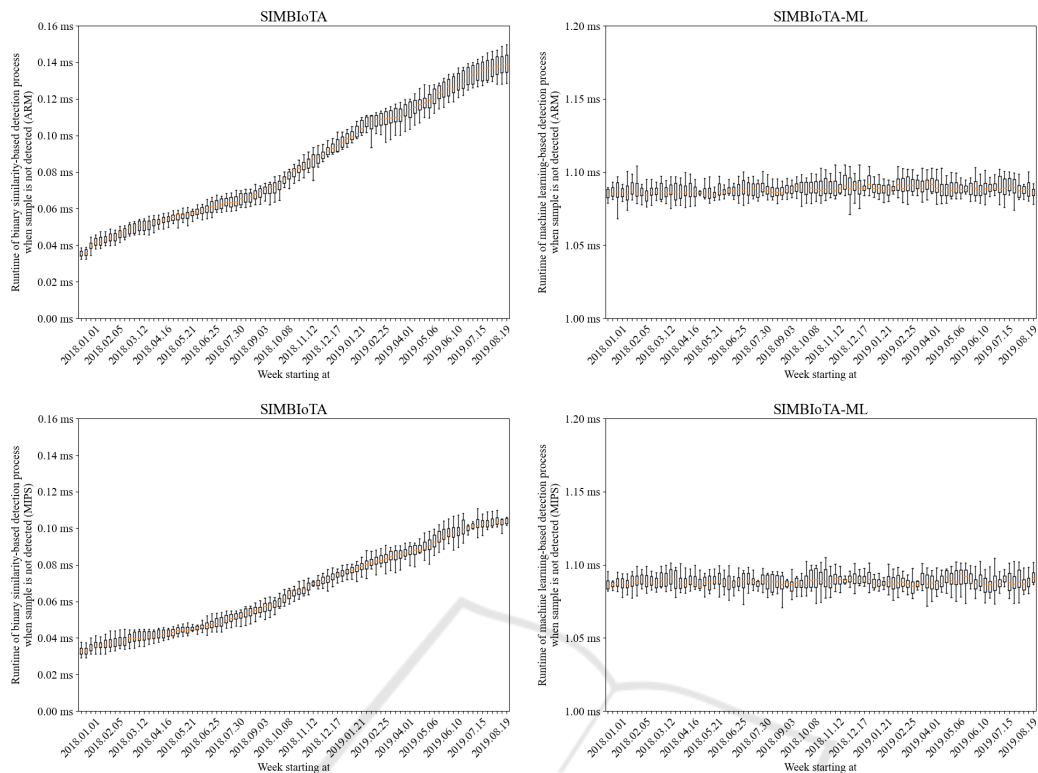 SIMBIoTA
Runtime of binary similarity-based detection process
when sample is not detected (ARM)
0.16 ms
0.14 ms
0.12 ms
0.10 ms
0.08 ms
0.06 ms
0.04 ms
0.02 ms
0.00 ms
2018.01.01
2018.02.05
2018.03.12
2018.04.16
2018.05.21
2018.06.25
2018.07.30
2018.09.03
2018.10.08
2018.11.12
2018.12.17
2019.01.21
2019.02.25
2019.04.01
2019.05.06
2019.06.10
2019.07.15
2019.08.19
Week starting at
SIMBIoTA-ML
Runtime of machine learning-based detection process
when sample is not detected (ARM)
1.20 ms
1.15 ms
1.10 ms
1.05 ms
1.00 ms
2018.01.01
2018.02.05
2018.03.12
2018.04.16
2018.05.21
2018.06.25
2018.07.30
2018.09.03
2018.10.08
2018.11.12
2018.12.17
2019.01.21
2019.02.25
2019.04.01
2019.05.06
2019.06.10
2019.07.15
2019.08.19
Week starting at
SIMBIoTA
Runtime of binary similarity-based detection process
when sample is not detected (MIPS)
0.16 ms
0.14 ms
0.12 ms
0.10 ms
0.08 ms
0.06 ms
0.04 ms
0.02 ms
0.00 ms
2018.01.01
2018.02.05
2018.03.12
2018.04.16
2018.05.21
2018.06.25
2018.07.30
2018.09.03
2018.10.08
2018.11.12
2018.12.17
2019.01.21
2019.02.25
2019.04.01
2019.05.06
2019.06.10
2019.07.15
2019.08.19
Week starting at
SIMBIoTA-ML
Runtime of machine learning-based detection process
when sample is not detected (MIPS)
1.20 ms
1.15 ms
1.10 ms
1.05 ms
1.00 ms
2018.01.01
2018.02.05
2018.03.12
2018.04.16
2018.05.21
2018.06.25
2018.07.30
2018.09.03
2018.10.08
2018.11.12
2018.12.17
2019.01.21
2019.02.25
2019.04.01
2019.05.06
2019.06.10
2019.07.15
2019.08.19
Week starting at